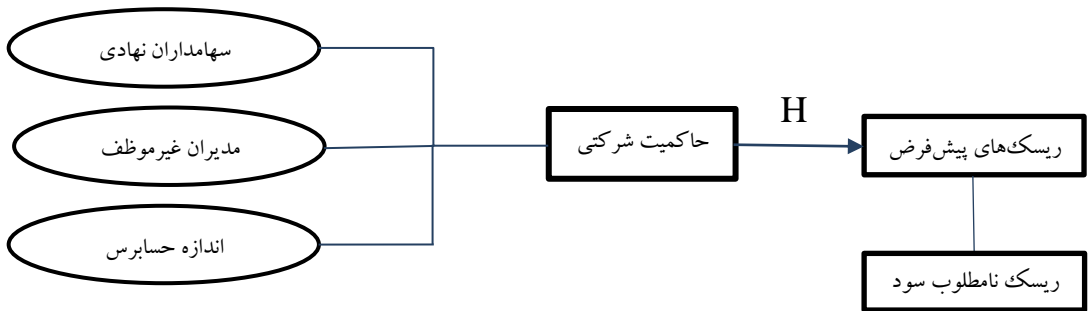 سهامداران نهادی
مدیران غیرموظف
اندازه حسابرس
حاکمیت شرکتی
H
ریسک‌های پیش‌فرض
ریسک نامطلوب سود